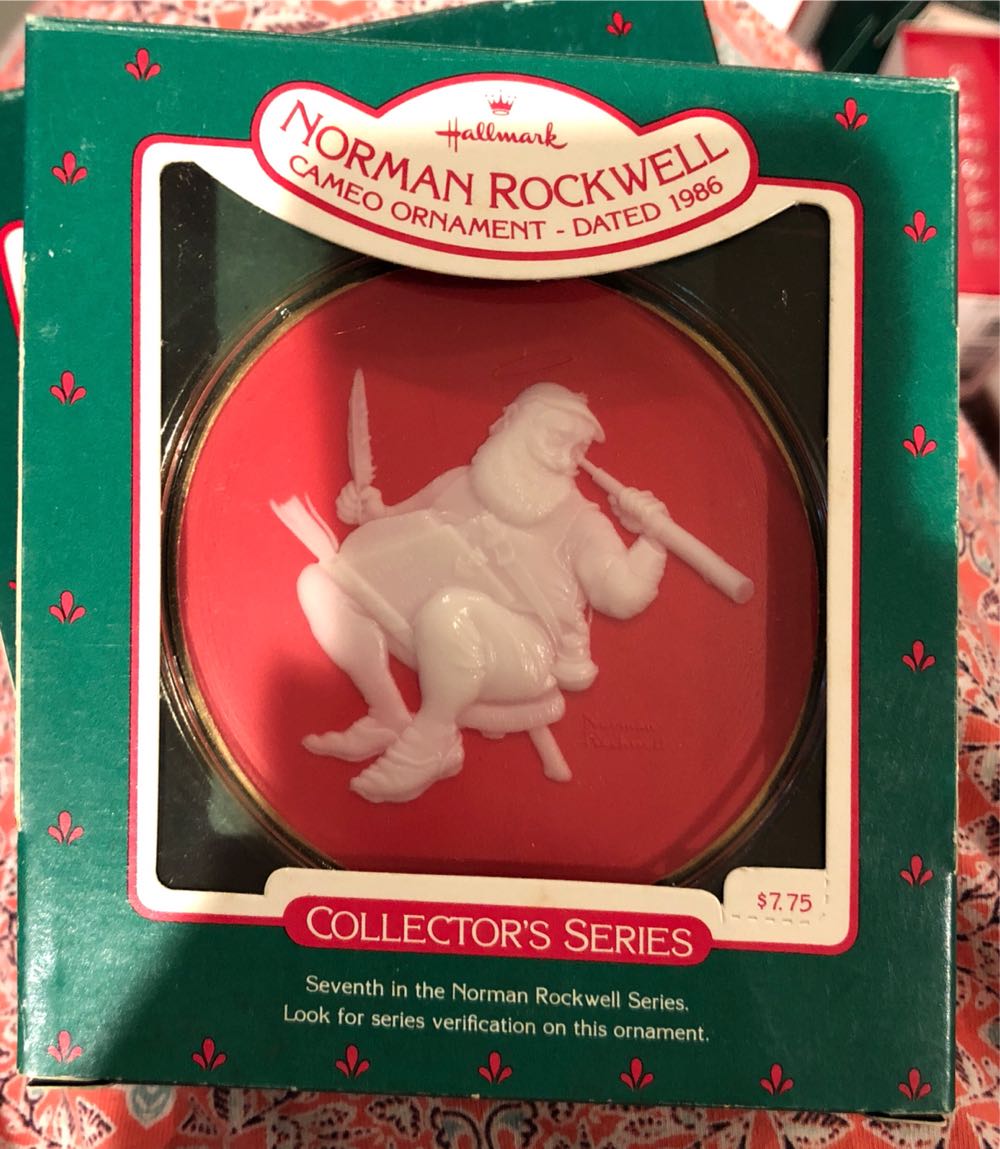 Hallmark
NORMAN ROCKWELL
CAMEO ORNAMENT - DATED 1986
Norman
Rockwell
$7.75
COLLECTOR'S SERIES
Seventh in the Norman Rockwell Series.
Look for series verification on this ornament.